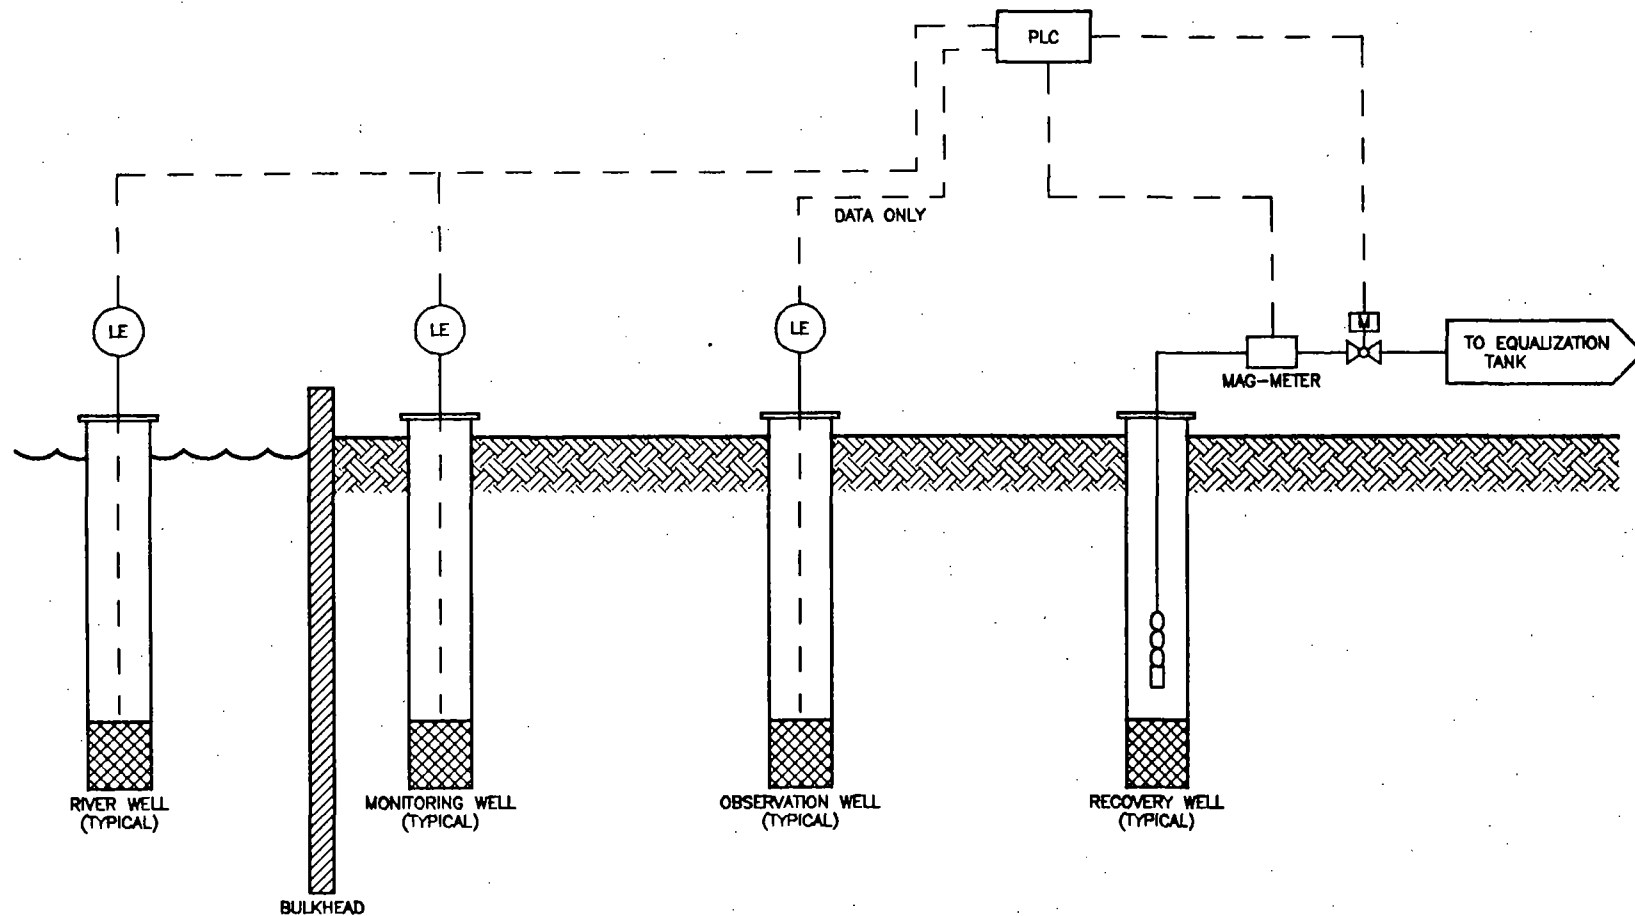 PLC
DATA ONLY
LE
LE
LE
M
TO EQUALIZATION
TANK
MAG-METER
RIVER WELL
(TYPICAL)
MONITORING WELL
(TYPICAL)
OBSERVATION WELL
(TYPICAL)
RECOVERY WELL
(TYPICAL)
BULKHEAD